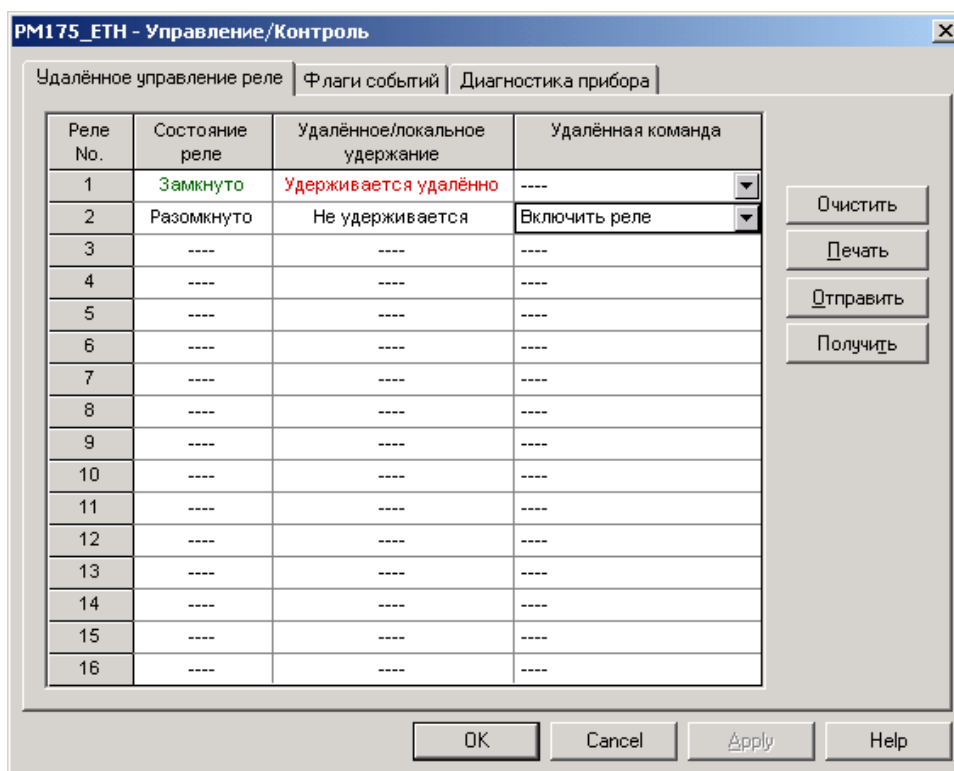 PM175_ETH - Управление/Контроль
Удалённое управление реле Флаги событий Диагностика прибора
Реле No. Состояние реле Удалённое/локальное удержание Удалённая команда
1 Замкнуто Удерживается удалённо ----
2 Разомкнуто Не удерживается Включить реле
3 ---- ---- ----
4 ---- ---- ----
5 ---- ---- ----
6 ---- ---- ----
7 ---- ---- ----
8 ---- ---- ----
9 ---- ---- ----
10 ---- ---- ----
11 ---- ---- ----
12 ---- ---- ----
13 ---- ---- ----
14 ---- ---- ----
15 ---- ---- ----
16 ---- ---- ----
Очистить
Печать
Отправить
Получить
OK Cancel Apply Help